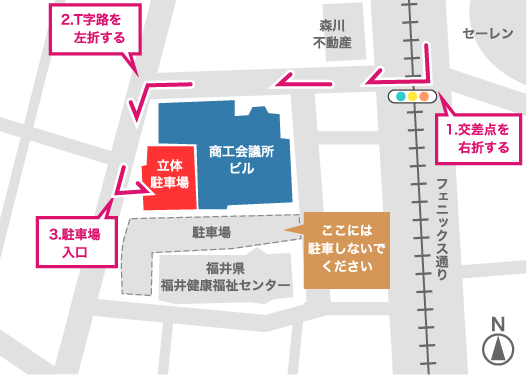 2.T字路を
左折する
森川
不動産
セーレン
1.交差点を
右折する
商工会議所
ビル
立体
駐車場
フェニックス通り
3.駐車場
入口
駐車場
ここには
駐車しないで
ください
福井県
福井健康福祉センター
N